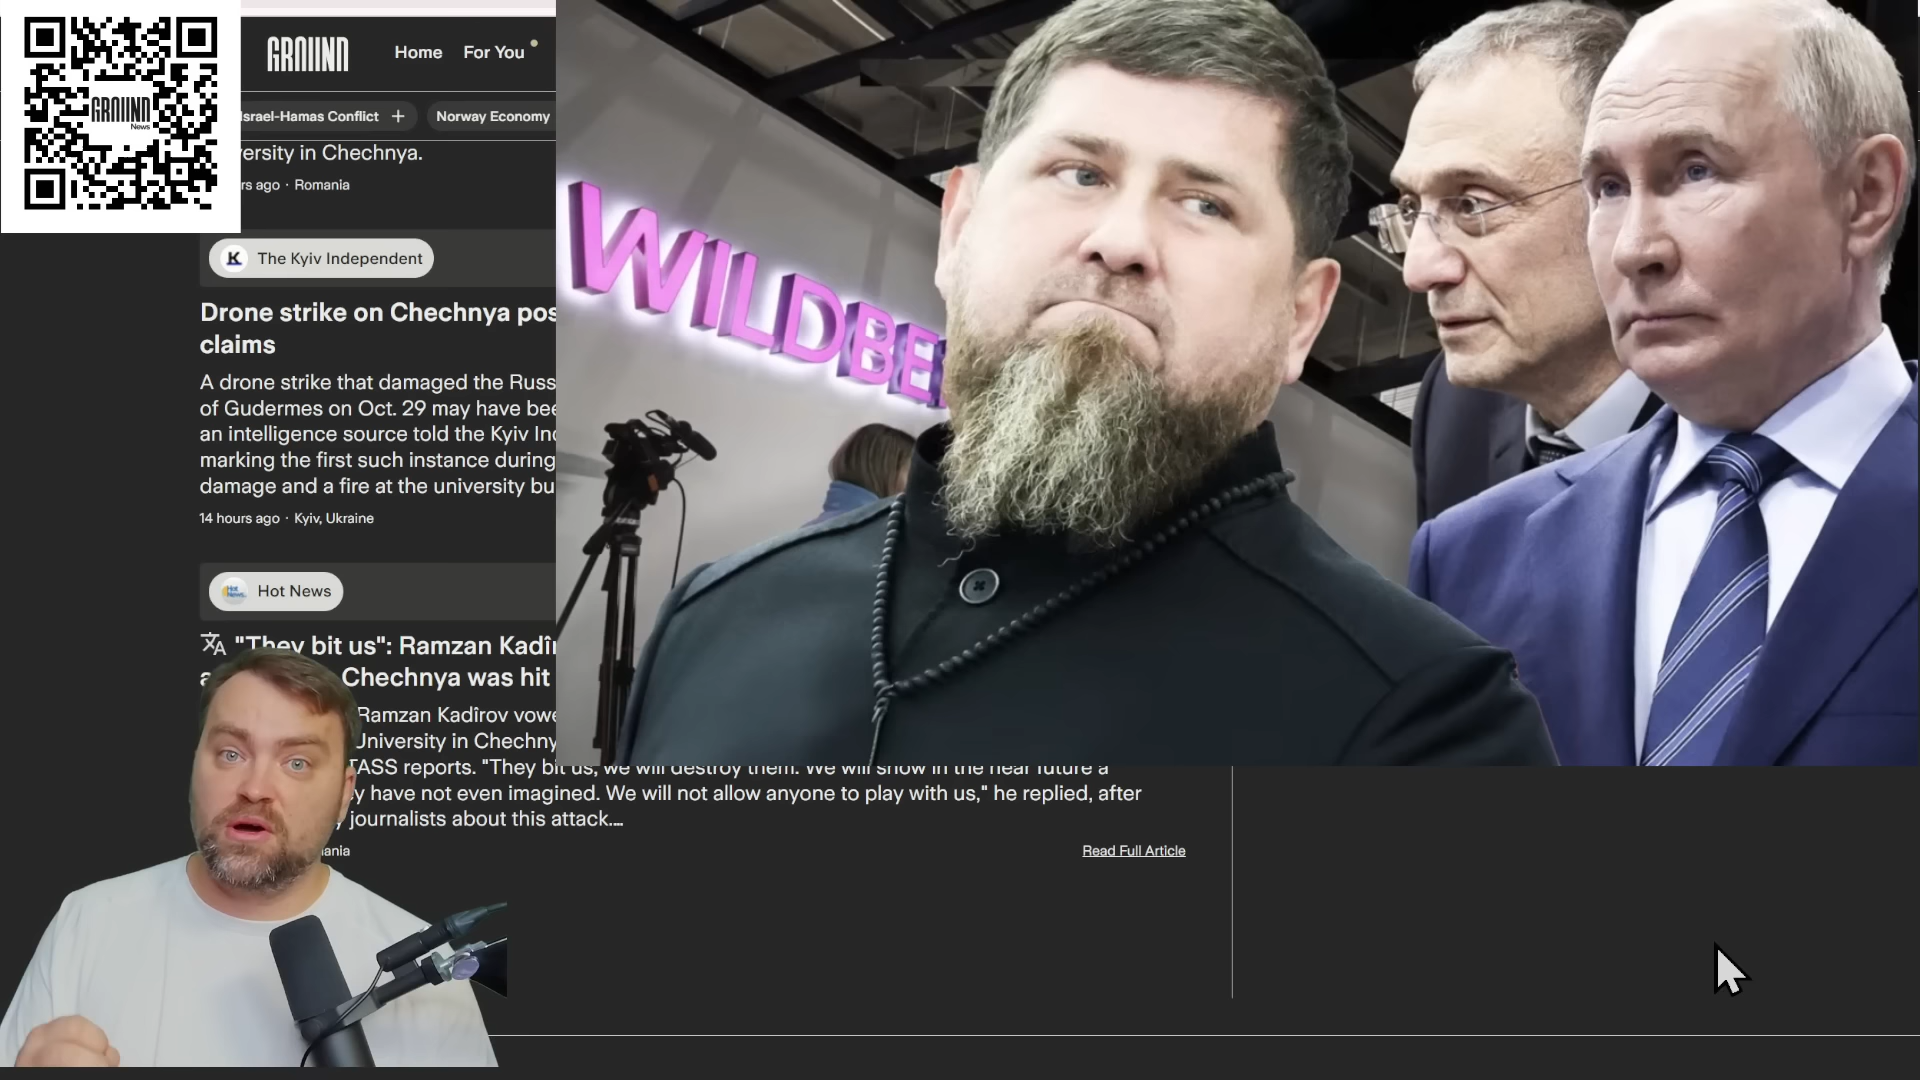 GROUND
News
GROUND
Home
For You
Israel-Hamas Conflict +
Norway Economy
ersity in Chechnya.
rs ago · Romania
The Kyiv Independent
Drone strike on Chechnya pos
claims
A drone strike that damaged the Russ
of Gudermes on Oct. 29 may have bee
an intelligence source told the Kyiv Ind
marking the first such instance during
damage and a fire at the university bu
14 hours ago · Kyiv, Ukraine
Hot News
"They bit us": Ramzan Kadîr
a Chechnya was hit
Ramzan Kadîrov vowe
University in Chechny
TASS reports. "They bit us, we will destroy them. We will show in the near future a
y have not even imagined. We will not allow anyone to play with us," he replied, after
y journalists about this attack....
ania
Read Full Article
WILDBE